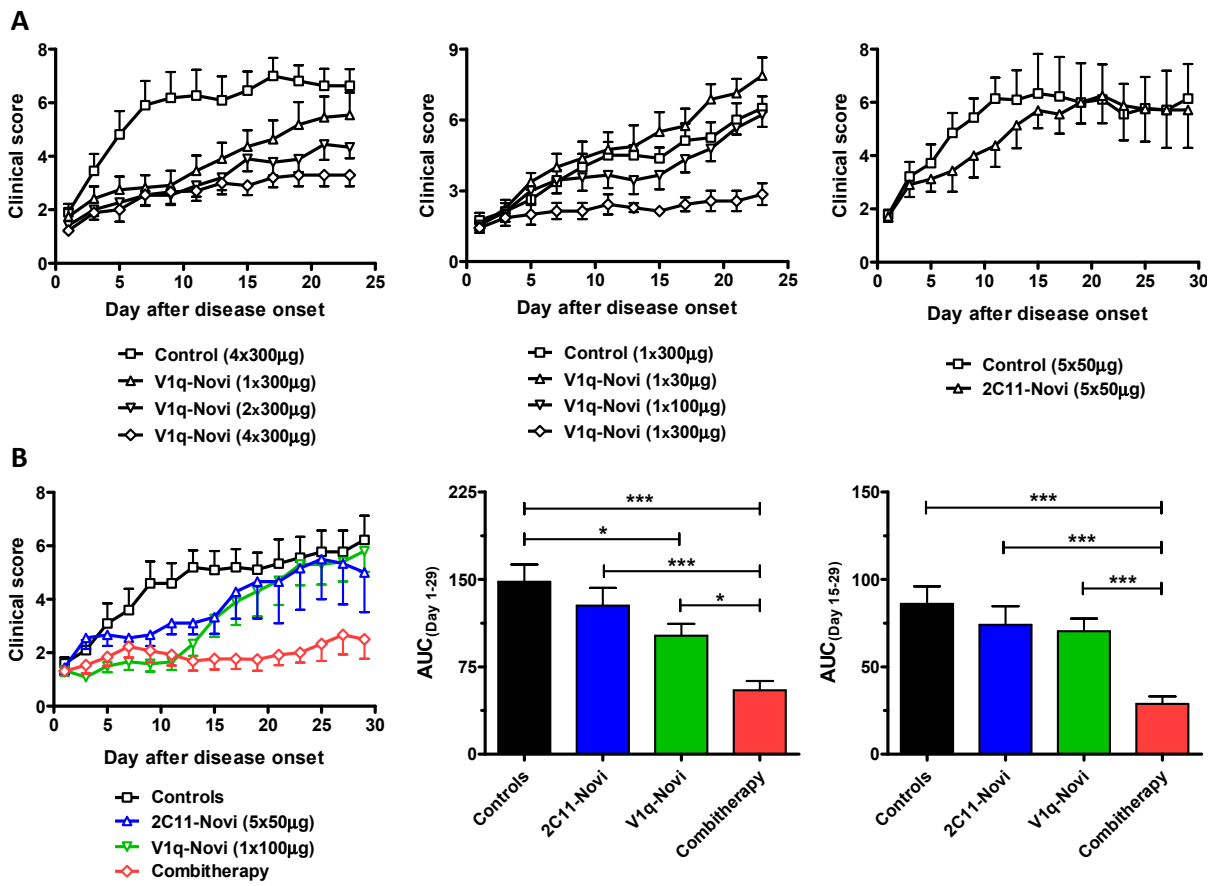 A
8
6
4
2
0
Clinical score
0 5 10 15 20 25
Day after disease onset
Control (4x300µg)
V1q-Novi (1x300µg)
V1q-Novi (2x300µg)
V1q-Novi (4x300µg)
9
6
3
0
Clinical score
0 5 10 15 20 25
Day after disease onset
Control (1x300µg)
V1q-Novi (1x30µg)
V1q-Novi (1x100µg)
V1q-Novi (1x300µg)
8
6
4
2
0
Clinical score
0 5 10 15 20 25 30
Day after disease onset
Control (5x50µg)
2C11-Novi (5x50µg)
B
8
6
4
2
0
Clinical score
0 5 10 15 20 25 30
Day after disease onset
Controls
2C11-Novi (5x50µg)
V1q-Novi (1x100µg)
Combitherapy
225
150
75
0
AUC(Day 1-29)
***
*
***
*
Controls
2C11-Novi
V1q-Novi
Combitherapy
150
100
50
0
AUC(Day 15-29)
***
***
***
Controls
2C11-Novi
V1q-Novi
Combitherapy